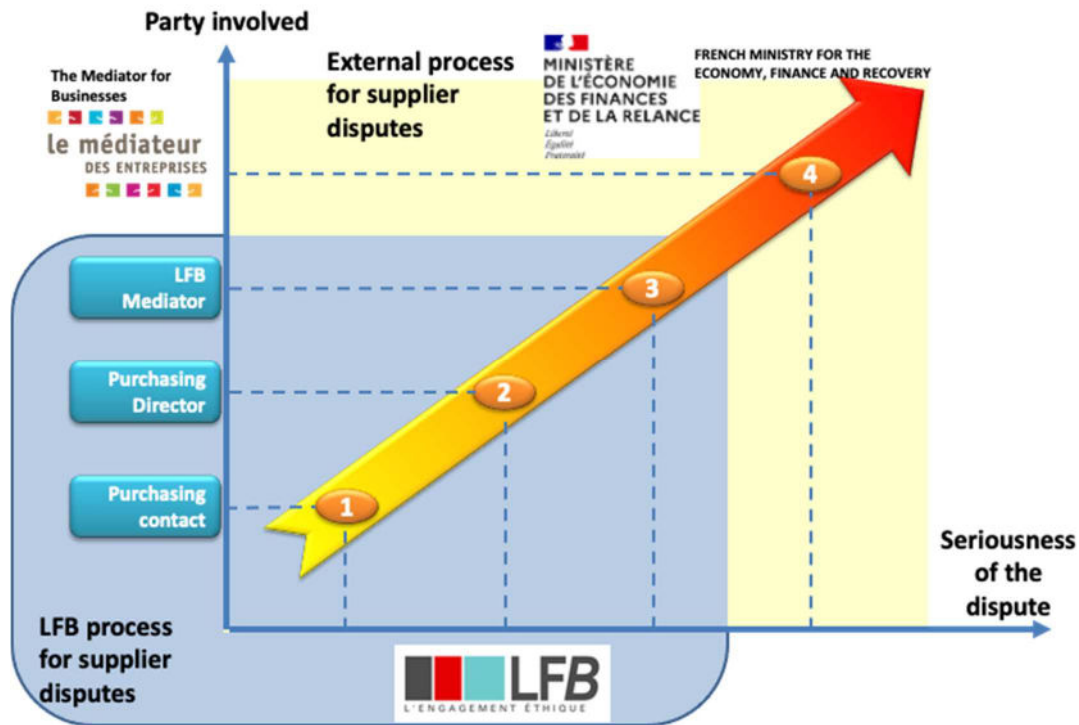 Party involved
The Mediator for
Businesses
le médiateur
DES ENTREPRISES
External process
for supplier
disputes
MINISTÈRE
DE L'ÉCONOMIE
DES FINANCES
ET DE LA RELANCE
Liberté
Égalité
Fraternité
FRENCH MINISTRY FOR THE
ECONOMY, FINANCE AND RECOVERY
4
LFB
Mediator
3
Purchasing
Director
2
Purchasing
contact
1
Seriousness
of the
dispute
LFB process
for supplier
disputes
LFB
L'ENGAGEMENT ÉTHIQUE